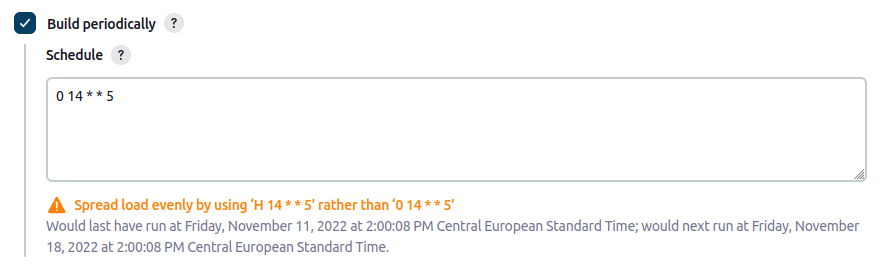 Build periodically ?
Schedule ?
0 14 * * 5
Spread load evenly by using ‘H 14 * * 5’ rather than ‘0 14 * * 5’
Would last have run at Friday, November 11, 2022 at 2:00:08 PM Central European Standard Time; would next run at Friday, November
18, 2022 at 2:00:08 PM Central European Standard Time.